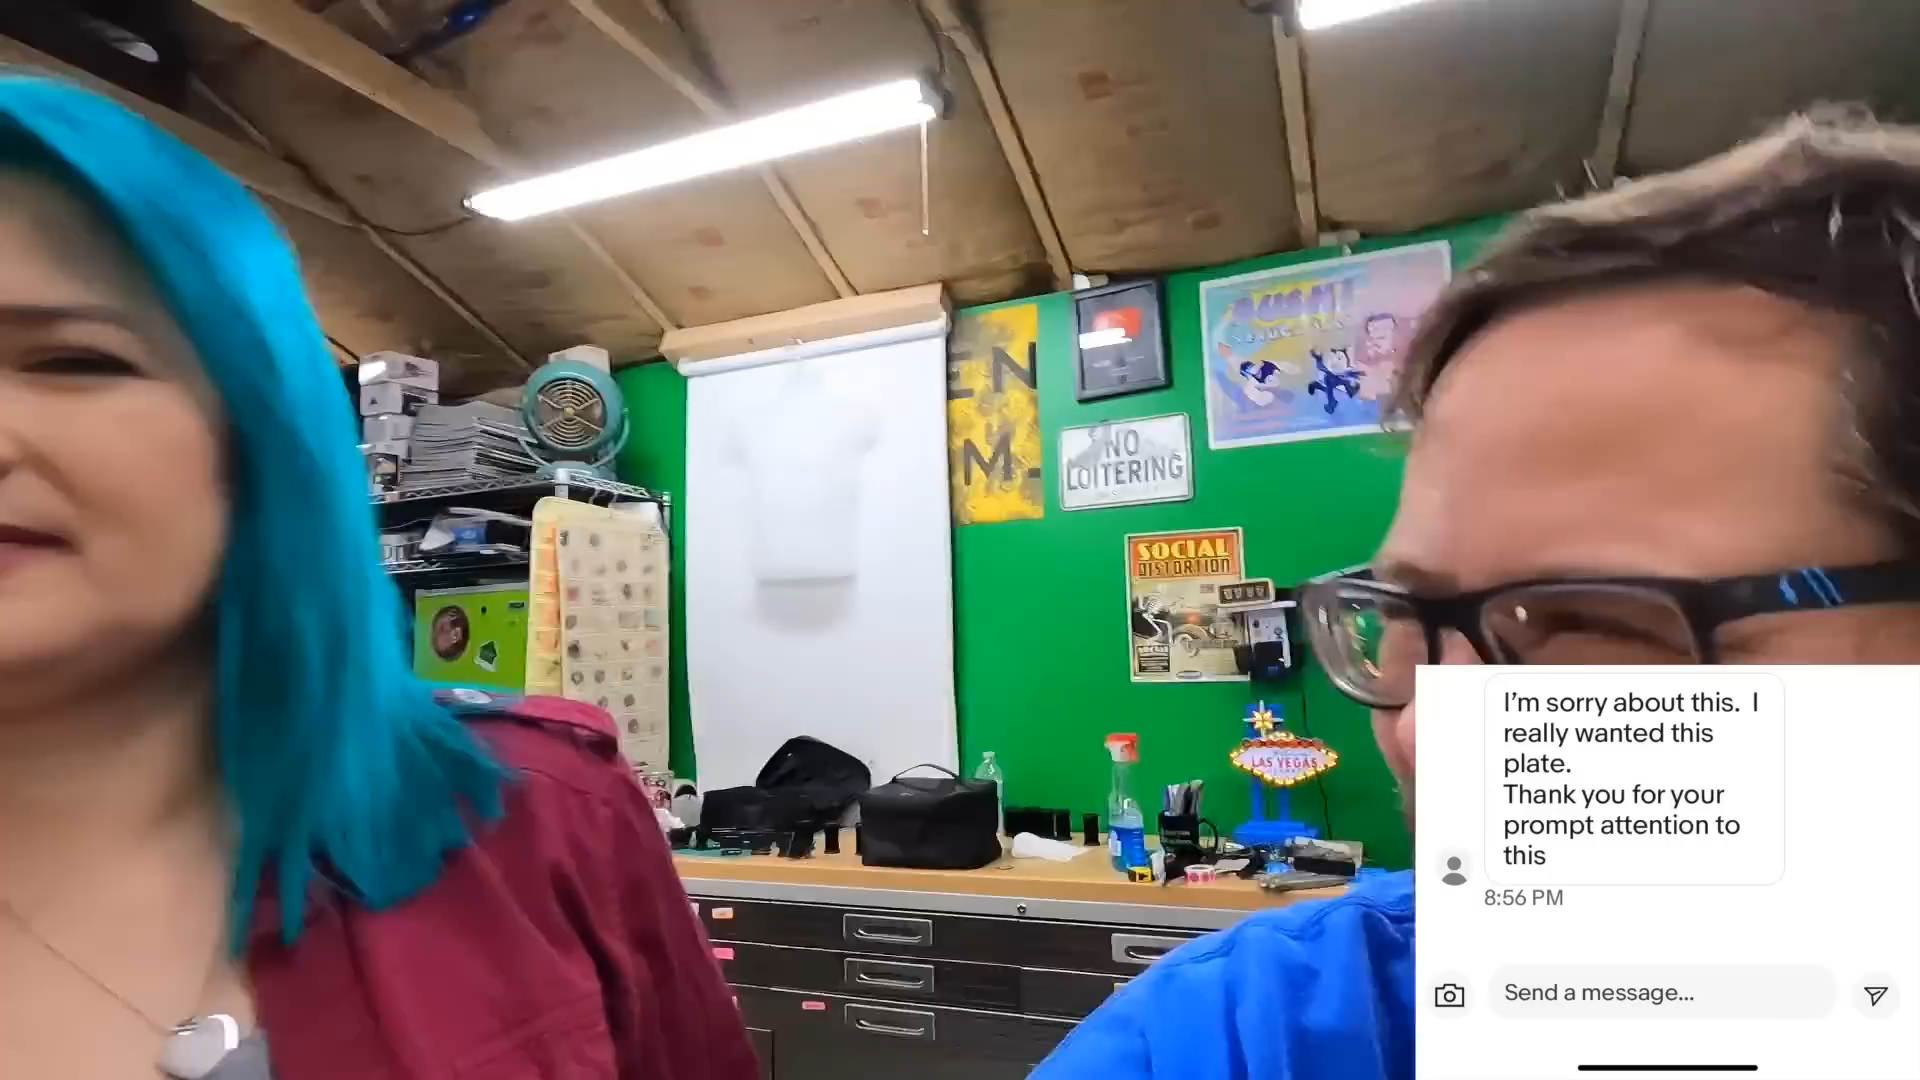 EN
M.
NO
LOITERING
SOCIAL
DISTORTION
LAS VEGAS
I'm sorry about this. I
really wanted this
plate.
Thank you for your
prompt attention to
this
8:56 PM
Send a message...